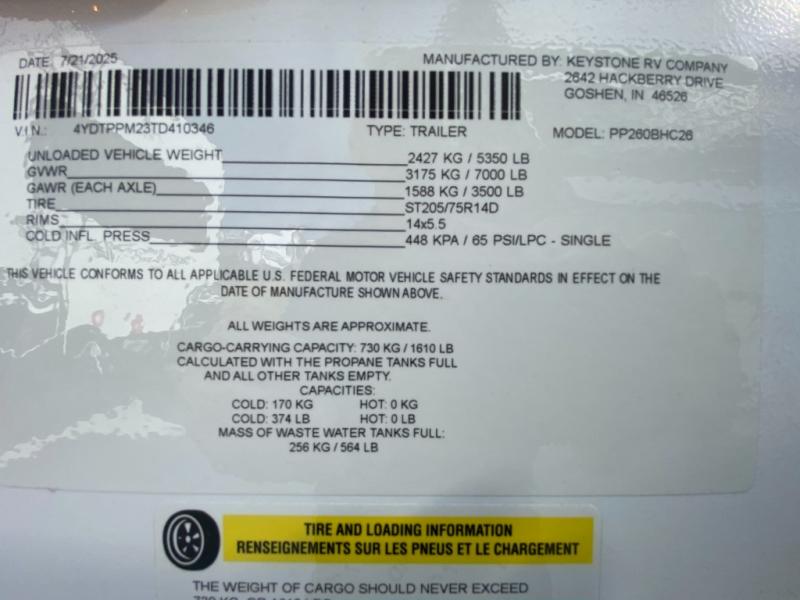 DATE: 7/21/2025
MANUFACTURED BY: KEYSTONE RV COMPANY
2642 HACKBERRY DRIVE
GOSHEN, IN 46526
V.I.N.: 4YDTPPM23TD410346 TYPE: TRAILER MODEL: PP260BHC26
UNLOADED VEHICLE WEIGHT 2427 KG / 5350 LB
GVWR 3175 KG / 7000 LB
GAWR (EACH AXLE) 1588 KG / 3500 LB
TIRE ST205/75R14D
RIMS 14x5.5
COLD INFL. PRESS 448 KPA / 65 PSI/LPC - SINGLE
THIS VEHICLE CONFORMS TO ALL APPLICABLE U.S. FEDERAL MOTOR VEHICLE SAFETY STANDARDS IN EFFECT ON THE
DATE OF MANUFACTURE SHOWN ABOVE.
ALL WEIGHTS ARE APPROXIMATE.
CARGO-CARRYING CAPACITY: 730 KG / 1610 LB
CALCULATED WITH THE PROPANE TANKS FULL
AND ALL OTHER TANKS EMPTY.
CAPACITIES:
COLD: 170 KG HOT: 0 KG
COLD: 374 LB HOT: 0 LB
MASS OF WASTE WATER TANKS FULL:
256 KG / 564 LB
TIRE AND LOADING INFORMATION
RENSEIGNEMENTS SUR LES PNEUS ET LE CHARGEMENT
THE WEIGHT OF CARGO SHOULD NEVER EXCEED